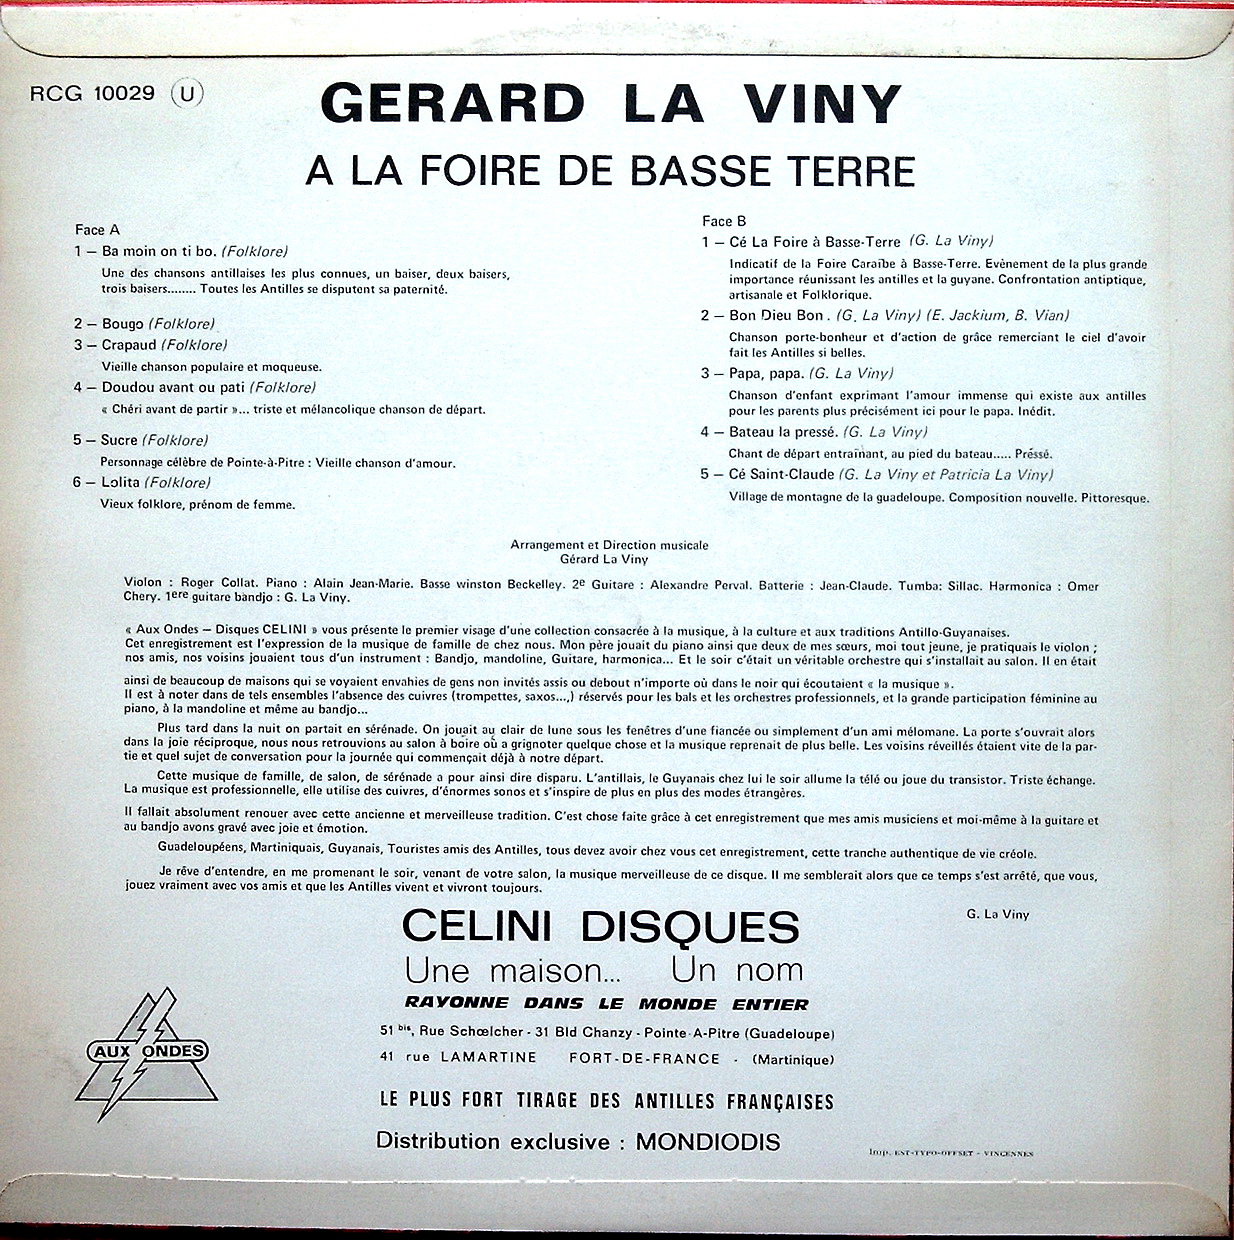 RCG 10029 U
GERARD LA VINY
A LA FOIRE DE BASSE TERRE
Face A
1 – Ba moin on ti bo. (Folklore)
Une des chansons antillaises les plus connues, un baiser, deux baisers,
trois baisers........ Toutes les Antilles se disputent sa paternité.
2 – Bougo (Folklore)
3 – Crapaud (Folklore)
Vieille chanson populaire et moqueuse.
4 – Doudou avant ou pati (Folklore)
« Chéri avant de partir »... triste et mélancolique chanson de départ.
5 – Sucre (Folklore)
Personnage célèbre de Pointe-à-Pitre : Vieille chanson d'amour.
6 – Lolita (Folklore)
Vieux folklore, prénom de femme.
Face B
1 – Cé La Foire à Basse-Terre (G. La Viny)
Indicatif de la Foire Caraïbe à Basse-Terre. Evènement de la plus grande
importance réunissant les antilles et la guyane. Confrontation antiptique,
artisanale et Folklorique.
2 – Bon Dieu Bon . (G. La Viny) (E. Jackium, B. Vian)
Chanson porte-bonheur et d'action de grâce remerciant le ciel d'avoir
fait les Antilles si belles.
3 – Papa, papa. (G. La Viny)
Chanson d'enfant exprimant l'amour immense qui existe aux antilles
pour les parents plus précisément ici pour le papa. Inédit.
4 – Bateau la pressé. (G. La Viny)
Chant de départ entraînant, au pied du bateau..... Préssé.
5 – Cé Saint-Claude (G. La Viny et Patricia La Viny)
Village de montagne de la guadeloupe. Composition nouvelle. Pittoresque.
Arrangement et Direction musicale
Gérard La Viny
Violon : Roger Collat. Piano : Alain Jean-Marie. Basse winston Beckelley. 2e Guitare : Alexandre Perval. Batterie : Jean-Claude. Tumba: Sillac. Harmonica : Omer
Chery. 1ere guitare bandjo : G. La Viny.
« Aux Ondes – Disques CELINI » vous présente le premier visage d'une collection consacrée à la musique, à la culture et aux traditions Antillo-Guyanaises.
Cet enregistrement est l'expression de la musique de famille de chez nous. Mon père jouait du piano ainsi que deux de mes sœurs, moi tout jeune, je pratiquais le violon ;
nos amis, nos voisins jouaient tous d'un instrument : Bandjo, mandoline, Guitare, harmonica... Et le soir c'était un véritable orchestre qui s'installait au salon. Il en était
ainsi de beaucoup de maisons qui se voyaient envahies de gens non invités assis ou debout n'importe où dans le noir qui écoutaient « la musique ».
Il est à noter dans de tels ensembles l'absence des cuivres (trompettes, saxos...,) réservés pour les bals et les orchestres professionnels, et la grande participation féminine au
piano, à la mandoline et même au bandjo...
Plus tard dans la nuit on partait en sérénade. On jouait au clair de lune sous les fenêtres d'une fiancée ou simplement d'un ami mélomane. La porte s'ouvrait alors
dans la joie réciproque, nous nous retrouvions au salon à boire où a grignoter quelque chose et la musique reprenait de plus belle. Les voisins réveillés étaient vite de la par-
tie et quel sujet de conversation pour la journée qui commençait déjà à notre départ.
Cette musique de famille, de salon, de sérénade a pour ainsi dire disparu. L'antillais, le Guyanais chez lui le soir allume la télé ou joue du transistor. Triste échange.
La musique est professionnelle, elle utilise des cuivres, d'énormes sonos et s'inspire de plus en plus des modes étrangères.
Il fallait absolument renouer avec cette ancienne et merveilleuse tradition. C'est chose faite grâce à cet enregistrement que mes amis musiciens et moi-même à la guitare et
au bandjo avons gravé avec joie et émotion.
Guadeloupéens, Martiniquais, Guyanais, Touristes amis des Antilles, tous devez avoir chez vous cet enregistrement, cette tranche authentique de vie créole.
Je rêve d'entendre, en me promenant le soir, venant de votre salon, la musique merveilleuse de ce disque. Il me semblerait alors que ce temps s'est arrêté, que vous,
jouez vraiment avec vos amis et que les Antilles vivent et vivront toujours.
G. La Viny
CELINI DISQUES
Une maison... Un nom
RAYONNE DANS LE MONDE ENTIER
51 bis, Rue Schœlcher - 31 Bld Chanzy - Pointe-A-Pitre (Guadeloupe)
41 rue LAMARTINE FORT-DE-FRANCE - (Martinique)
AUX ONDES
LE PLUS FORT TIRAGE DES ANTILLES FRANÇAISES
Distribution exclusive : MONDIODIS
Imp. EST-TYPO-OFFSET - VINCENNES